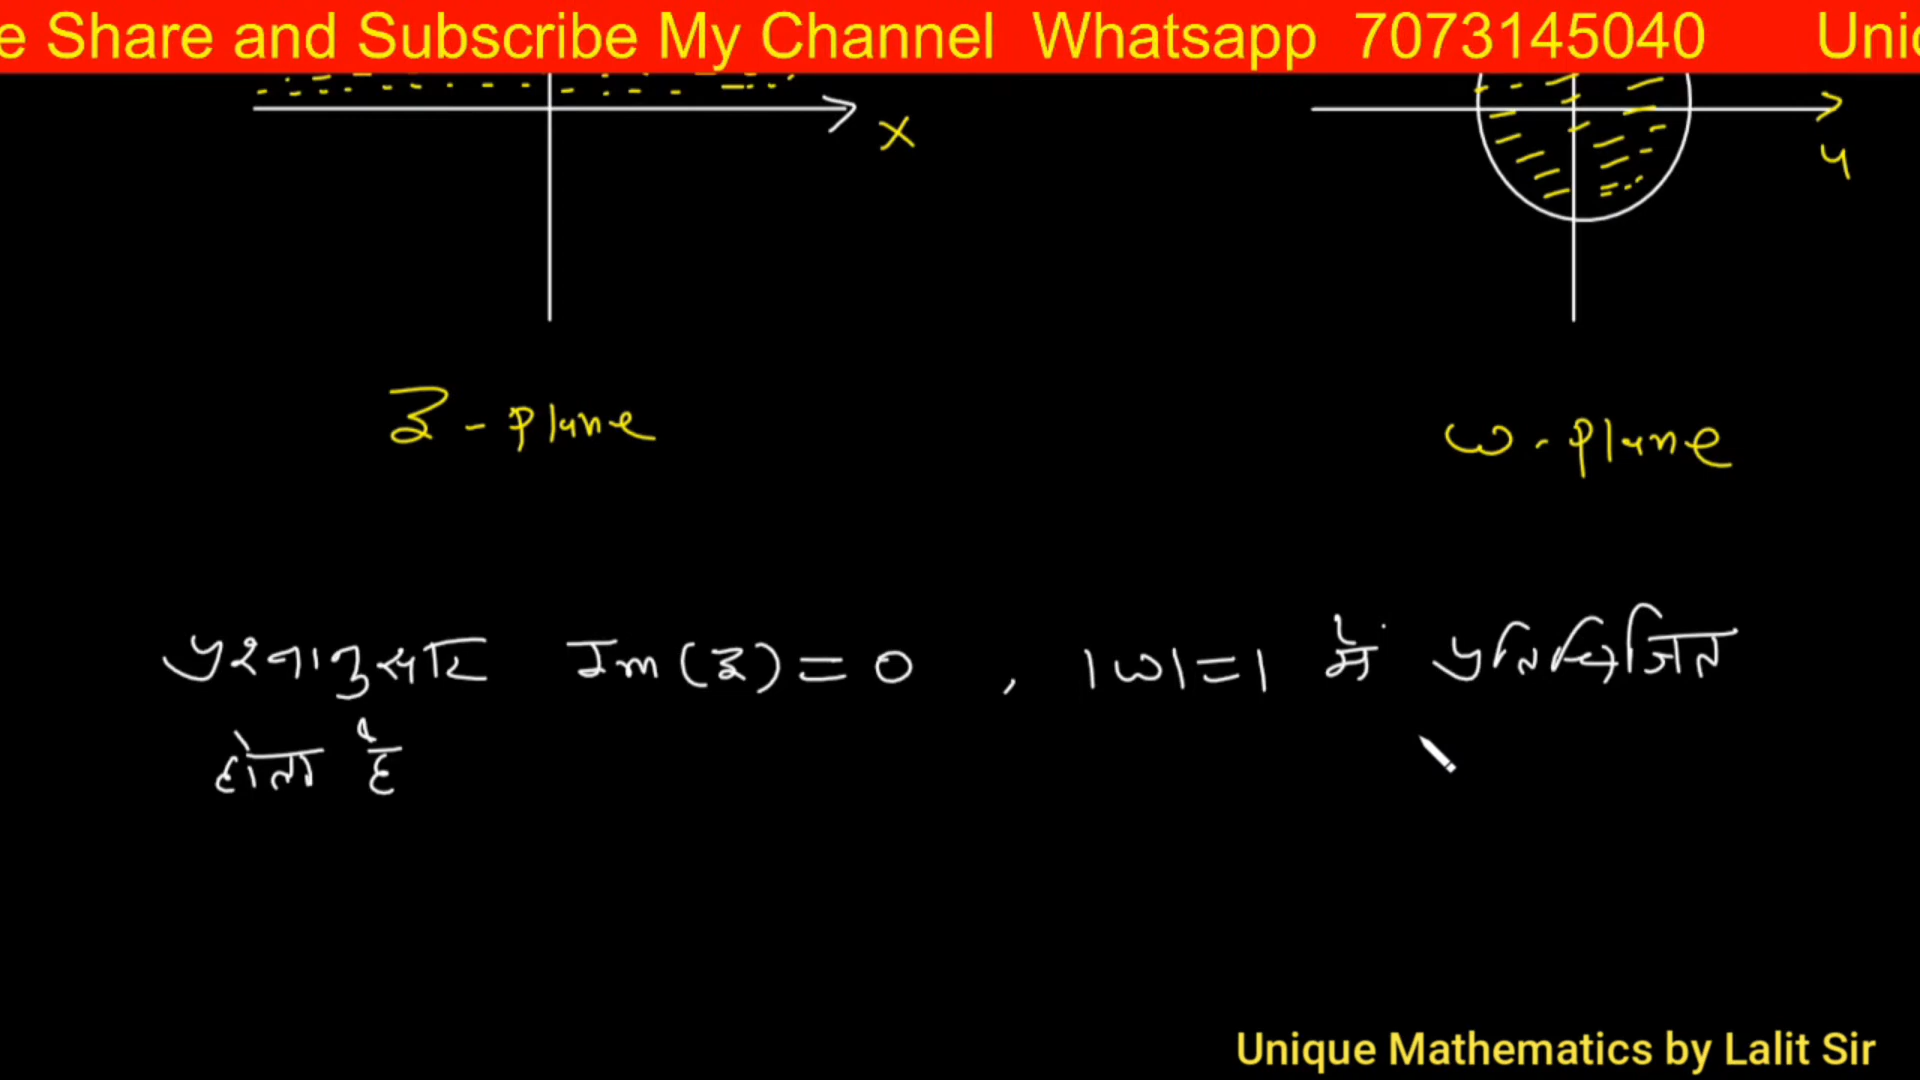 e Share and Subscribe My Channel Whatsapp 7073145040 Uni
x
u
z - plane
w - plane
प्रश्नानुसार Im(z) = 0 , |w| = 1 में प्रतिचित्रित
होता है
Unique Mathematics by Lalit Sir